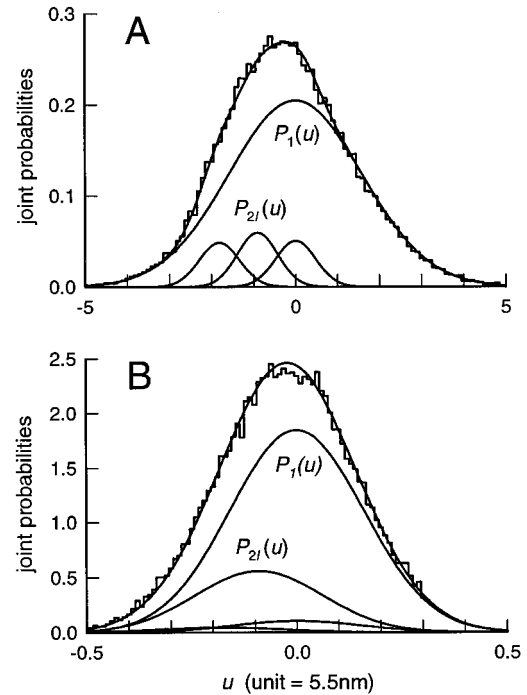 A
0.3
0.2
0.1
0.0
joint probabilities
P1(u)
P2l(u)
-5
0
5
B
2.5
2.0
1.5
1.0
0.5
0.0
joint probabilities
P1(u)
P2l(u)
-0.5
0.0
0.5
u (unit = 5.5nm)